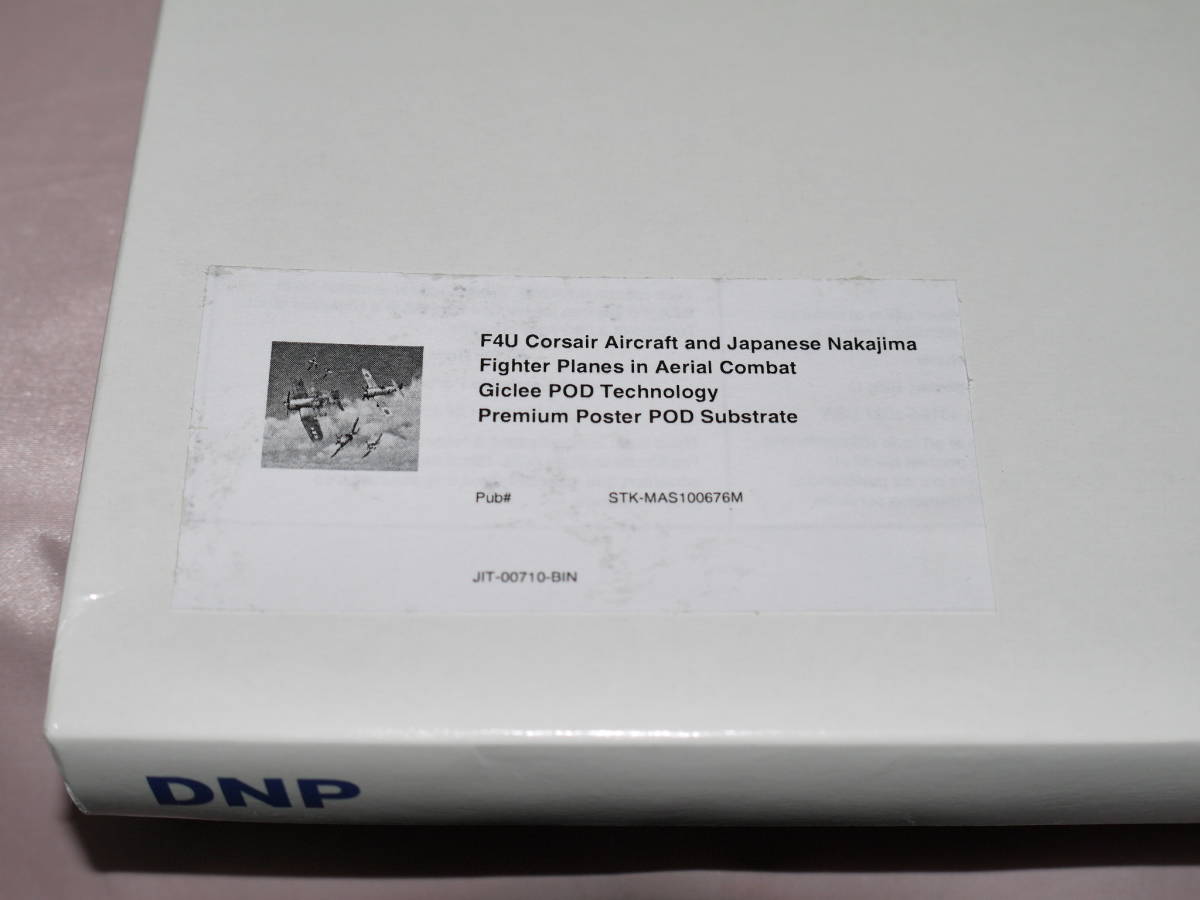 F4U Corsair Aircraft and Japanese Nakajima
Fighter Planes in Aerial Combat
Giclee POD Technology
Premium Poster POD Substrate
Pub# STK-MAS100676M
JIT-00710-BIN
DNP